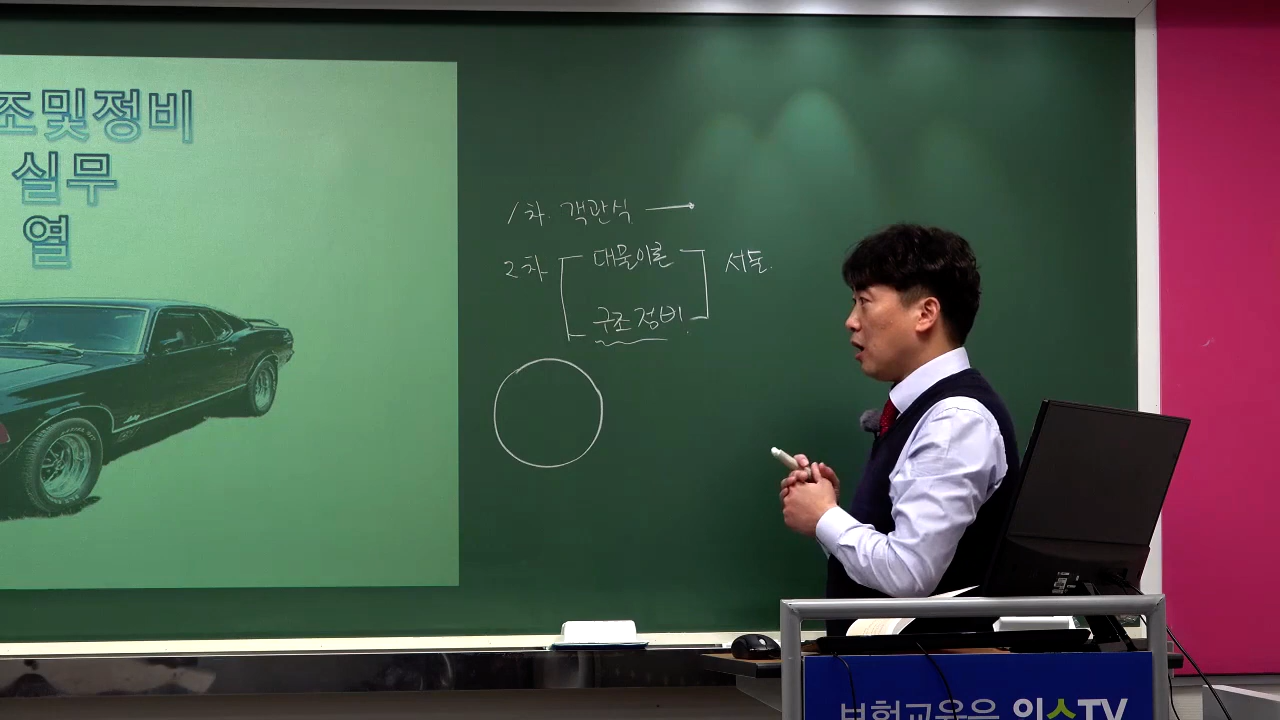 조및정비
실무
열
1차. 객관식 →
2차 대물이론 서술.
구조정비.
보험교육은 인스TV